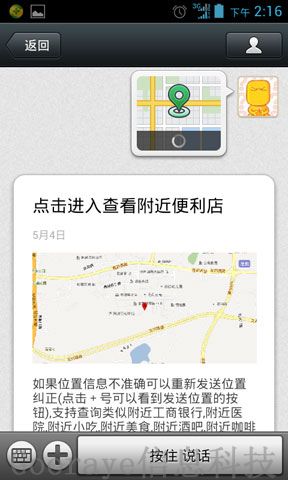 3G
下午 2:16
返回
点击进入查看附近便利店
5月4日
如果位置信息不准确可以重新发送位置
纠正(点击 + 号可以看到发送位置的按
钮),支持查询类似附近工商银行,附近医
院,附近小吃,附近美食,附近酒吧,附近咖啡
按住 说话
信息科技